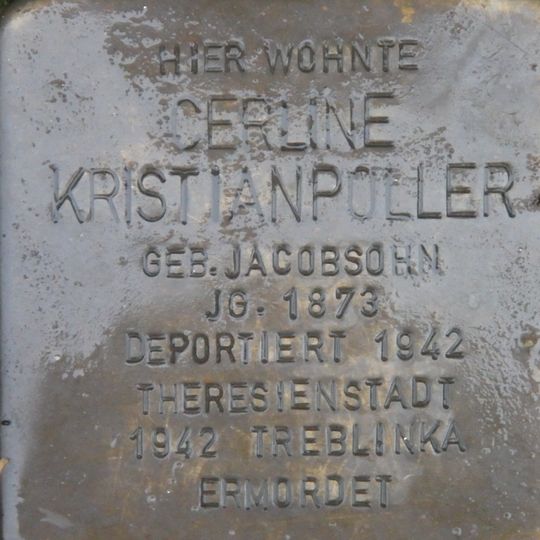 HIER WOHNTE
CERLINE
KRISTIANPOLLER
GEB. JACOBSOHN
JG. 1873
DEPORTIERT 1942
THERESIENSTADT
1942 TREBLINKA
ERMORDET